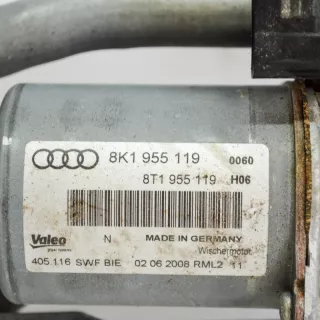 8K1 955 119 0060
8T1 955 119 H06
Valeo N MADE IN GERMANY
Wischermotor
405.116 SWF BIE 02 06 2008 RML2 11